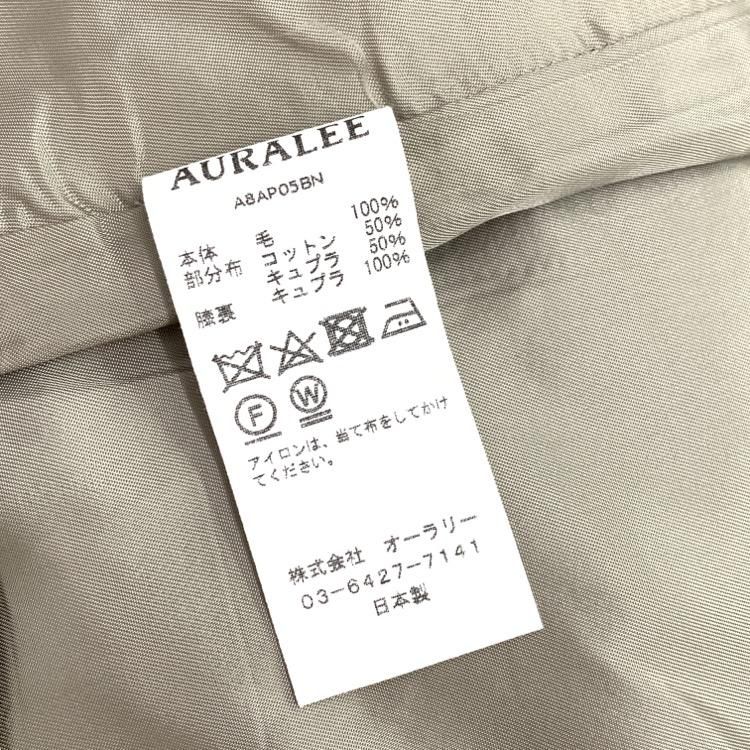 AURALEE
A8AP05BN
本体 毛 100%
部分布 コットン 50%
キュプラ 50%
膝裏 キュプラ 100%
F W
アイロンは、当て布をしてかけ
てください。
株式会社 オーラリー
03-6427-7141
日本製